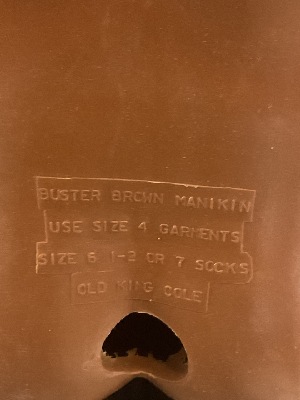 BUSTER BROWN MANIKIN
USE SIZE 4 GARMENTS
SIZE 6 1-2 OR 7 SOCKS
OLD KING COLE